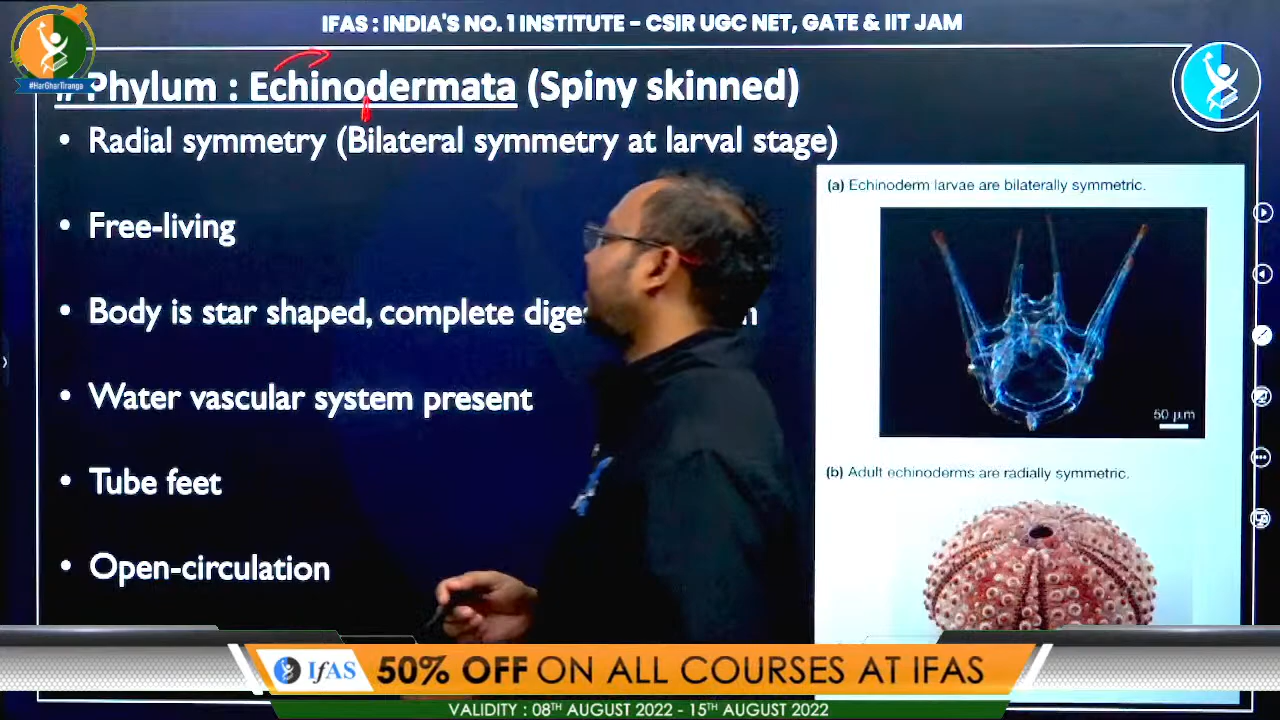 IFAS : INDIA'S NO. 1 INSTITUTE – CSIR UGC NET, GATE & IIT JAM
#HarGharTiranga
# Phylum : Echinodermata (Spiny skinned)
• Radial symmetry (Bilateral symmetry at larval stage)
• Free-living
• Body is star shaped, complete
• Water vascular system present
• Tube feet
• Open-circulation
(a) Echinoderm larvae are bilaterally symmetric.
50 μm
(b) Adult echinoderms are radially symmetric.
IFAS 50% OFF ON ALL COURSES AT IFAS
VALIDITY : 08TH AUGUST 2022 - 15TH AUGUST 2022